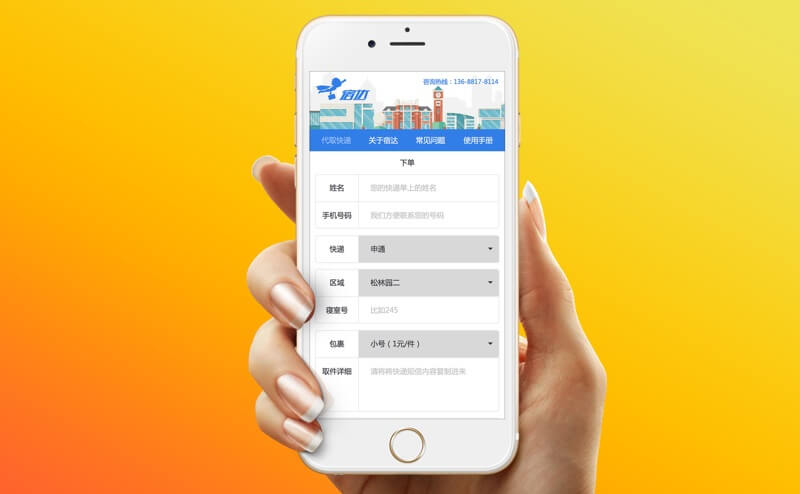 咨询热线：136-8817-8114
宿达
代取快递 关于宿达 常见问题 使用手册
下单
姓名 您的快递单上的姓名
手机号码 我们方便联系您的号码
快递 申通
区域 松林园二
寝室号 比如245
包裹 小号（1元/件）
取件详细 请将将快递短信内容复制进来